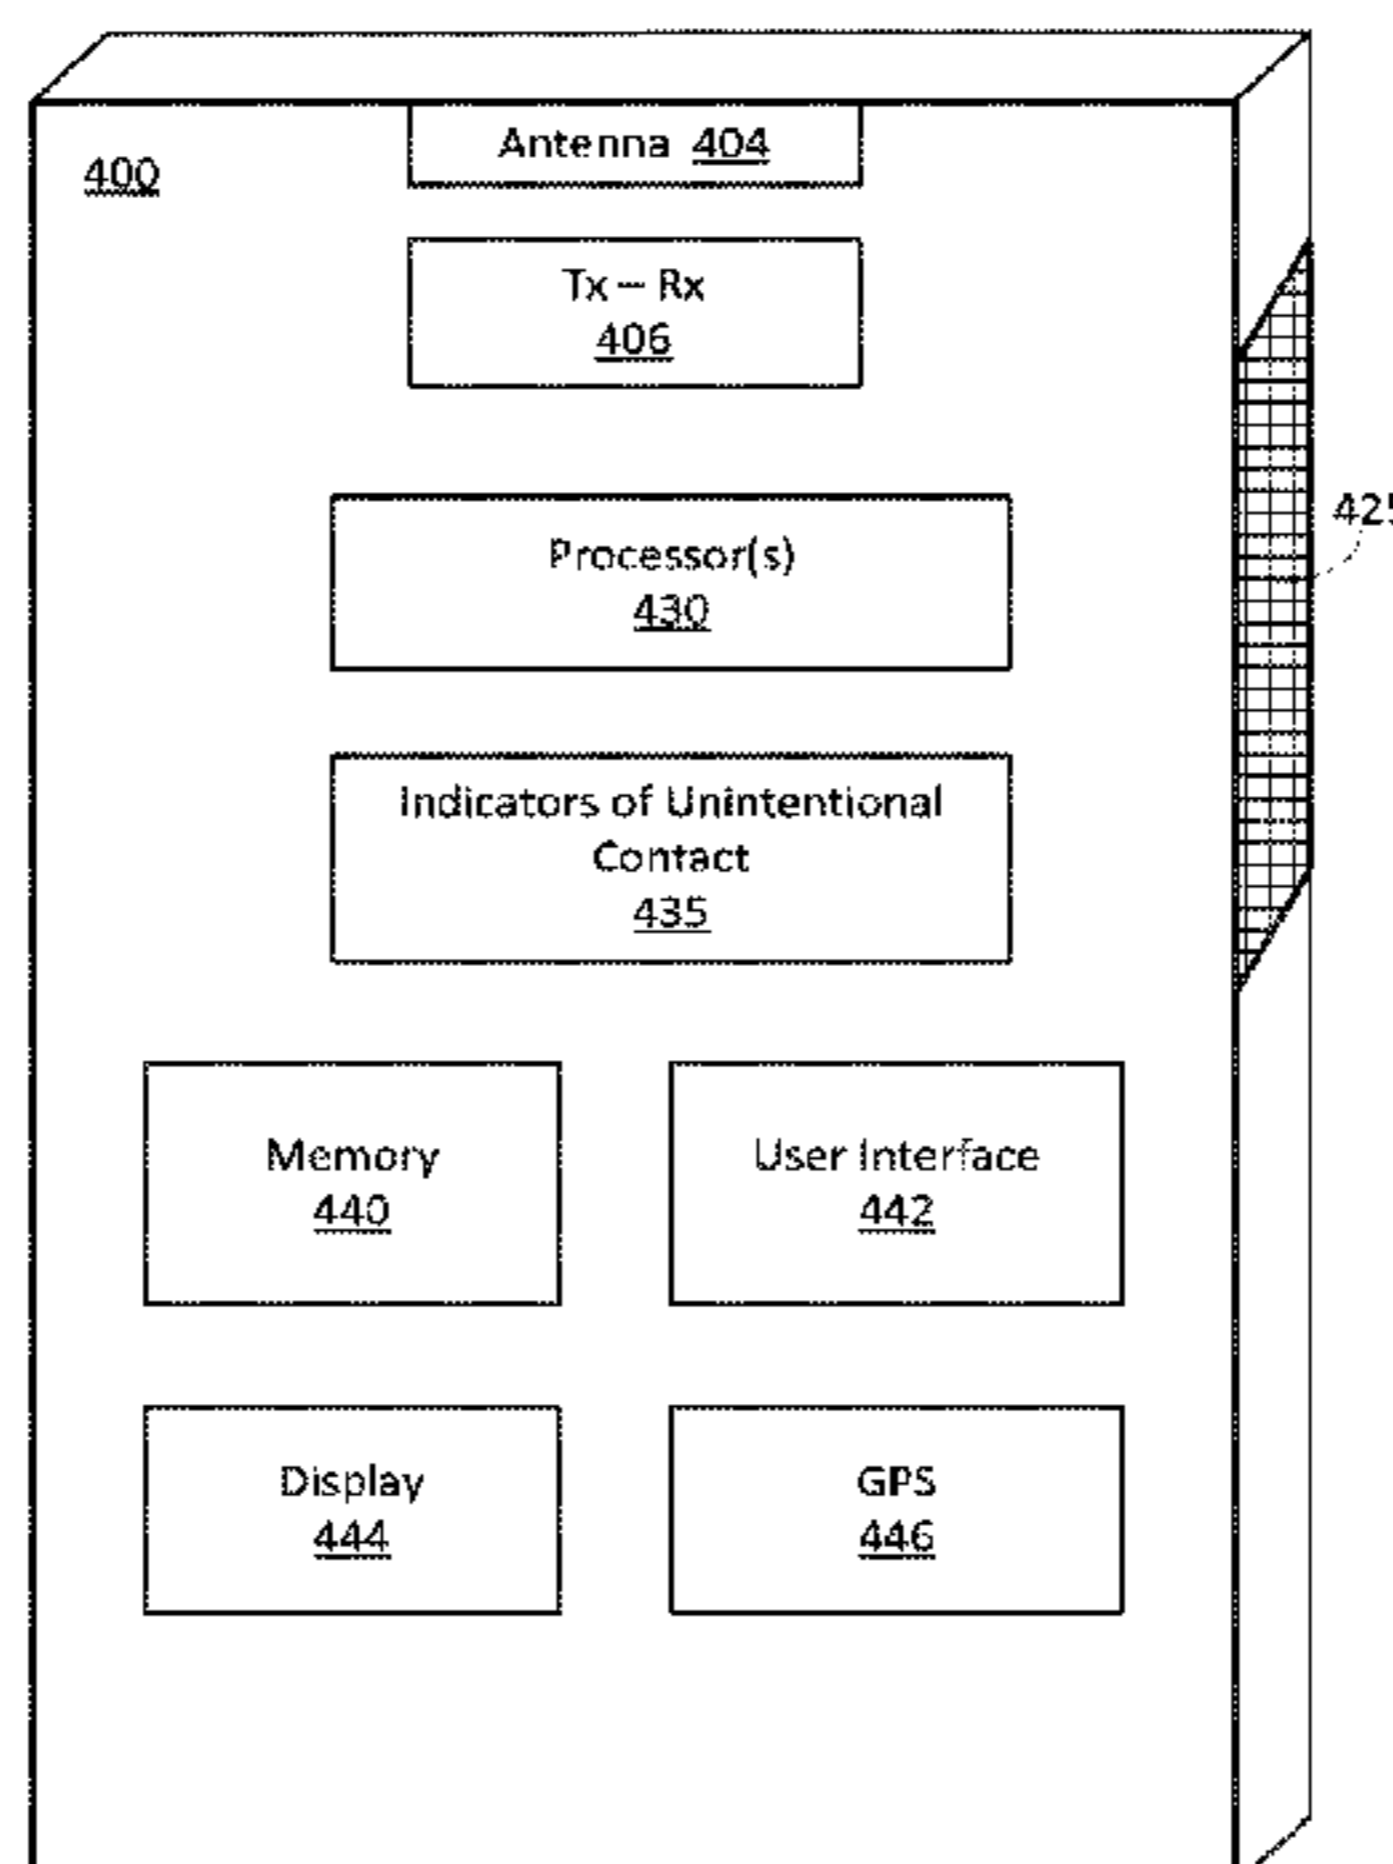 Antenna 404
400
Tx – Rx
406
425
Processor(s)
430
Indicators of Unintentional
Contact
435
Memory
440
User Interface
442
Display
444
GPS
446